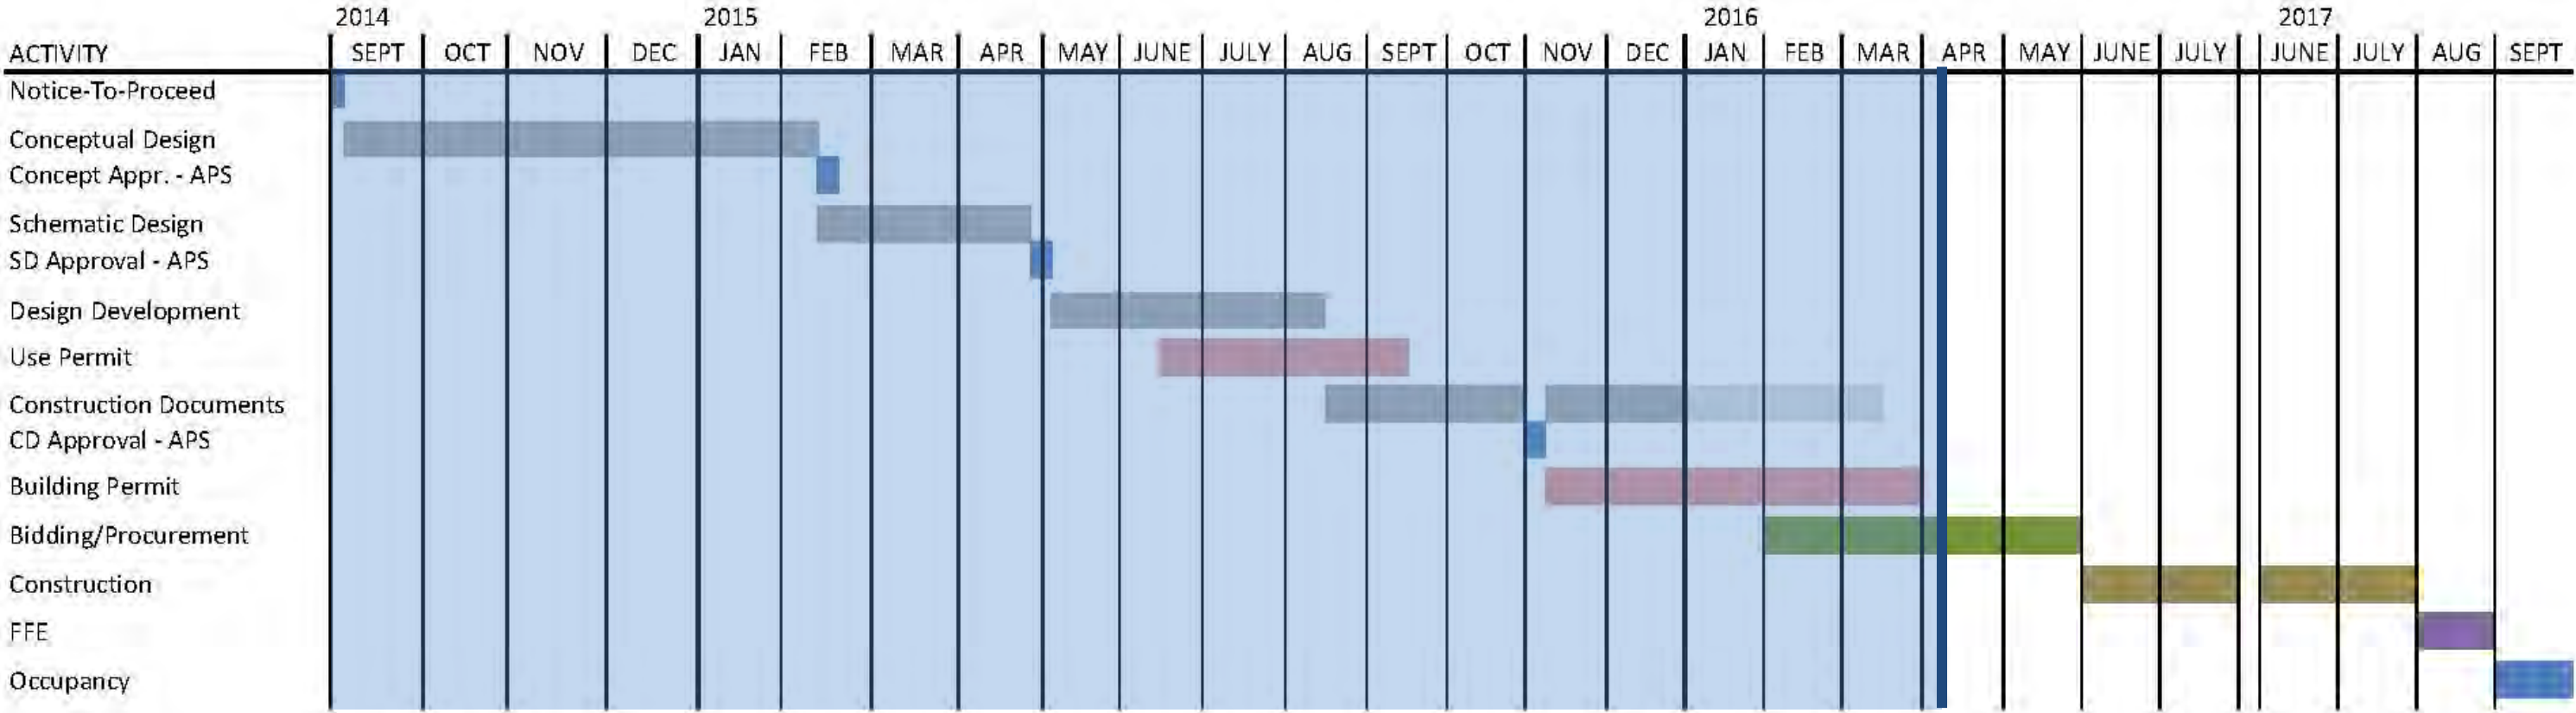 2014 2015 2016 2017
ACTIVITY SEPT OCT NOV DEC JAN FEB MAR APR MAY JUNE JULY AUG SEPT OCT NOV DEC JAN FEB MAR APR MAY JUNE JULY JUNE JULY AUG SEPT
Notice-To-Proceed
Conceptual Design
Concept Appr. - APS
Schematic Design
SD Approval - APS
Design Development
Use Permit
Construction Documents
CD Approval - APS
Building Permit
Bidding/Procurement
Construction
FFE
Occupancy